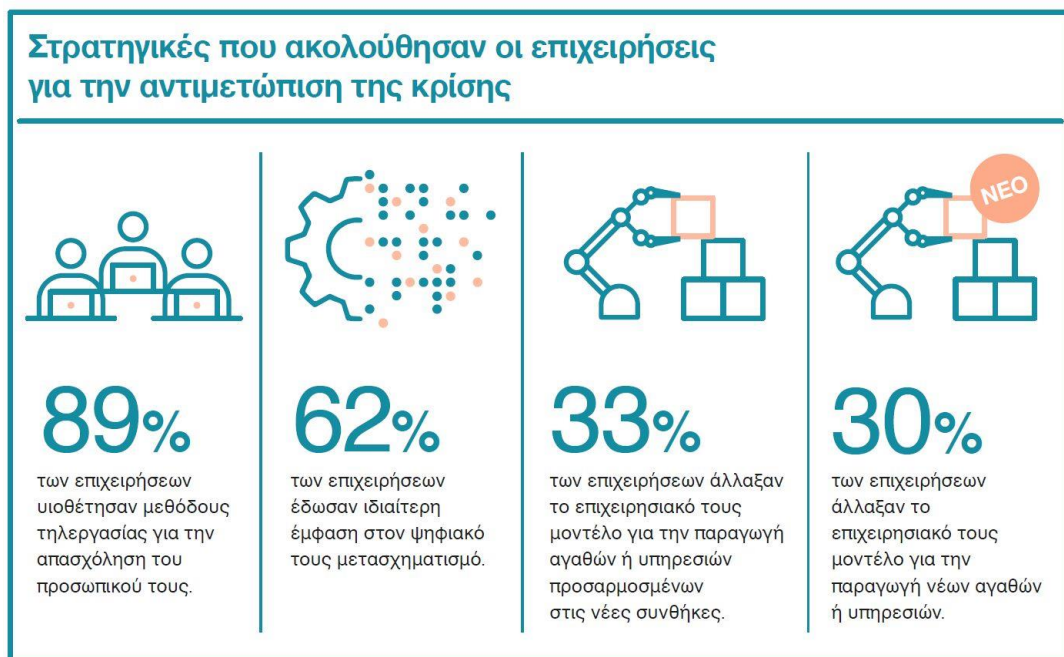 Στρατηγικές που ακολούθησαν οι επιχειρήσεις
για την αντιμετώπιση της κρίσης
89%
των επιχειρήσεων
υιοθέτησαν μεθόδους
τηλεργασίας για την
απασχόληση του
προσωπικού τους.
62%
των επιχειρήσεων
έδωσαν ιδιαίτερη
έμφαση στον ψηφιακό
τους μετασχηματισμό.
33%
των επιχειρήσεων άλλαξαν
το επιχειρησιακό τους
μοντέλο για την παραγωγή
αγαθών ή υπηρεσιών
προσαρμοσμένων
στις νέες συνθήκες.
ΝΕΟ
30%
των επιχειρήσεων
άλλαξαν το
επιχειρησιακό τους
μοντέλο για την
παραγωγή νέων αγαθών
ή υπηρεσιών.